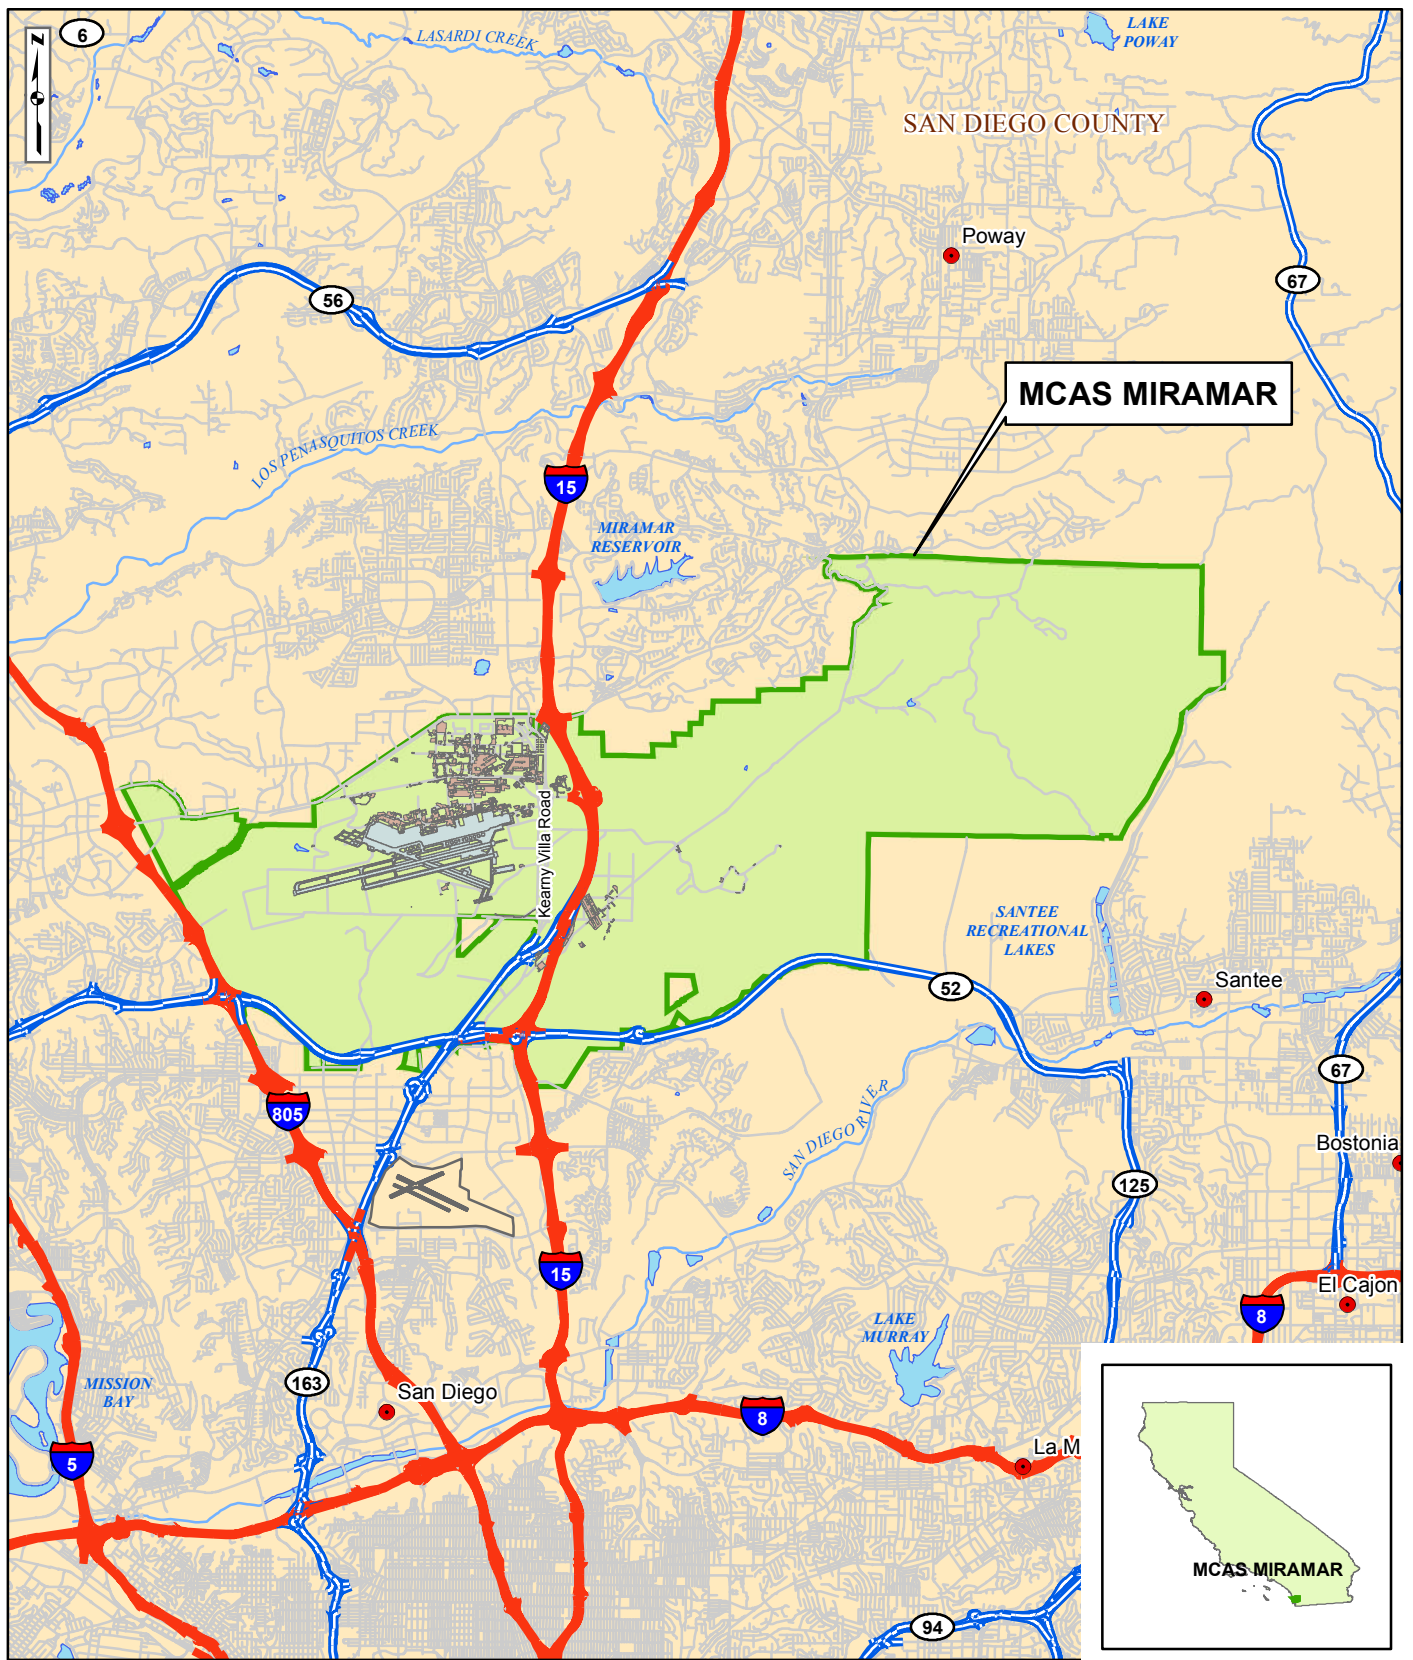 N
6
LASARDI CREEK
LAKE
POWAY
SAN DIEGO COUNTY
Poway
67
56
MCAS MIRAMAR
LOS PENASQUITOS CREEK
15
MIRAMAR
RESERVOIR
Kearny Villa Road
SANTEE
RECREATIONAL
LAKES
52
Santee
67
805
SAN DIEGO RIVER
Bostonia
125
15
El Cajon
8
LAKE
MURRAY
MISSION
BAY
163
San Diego
8
La M
5
MCAS MIRAMAR
94